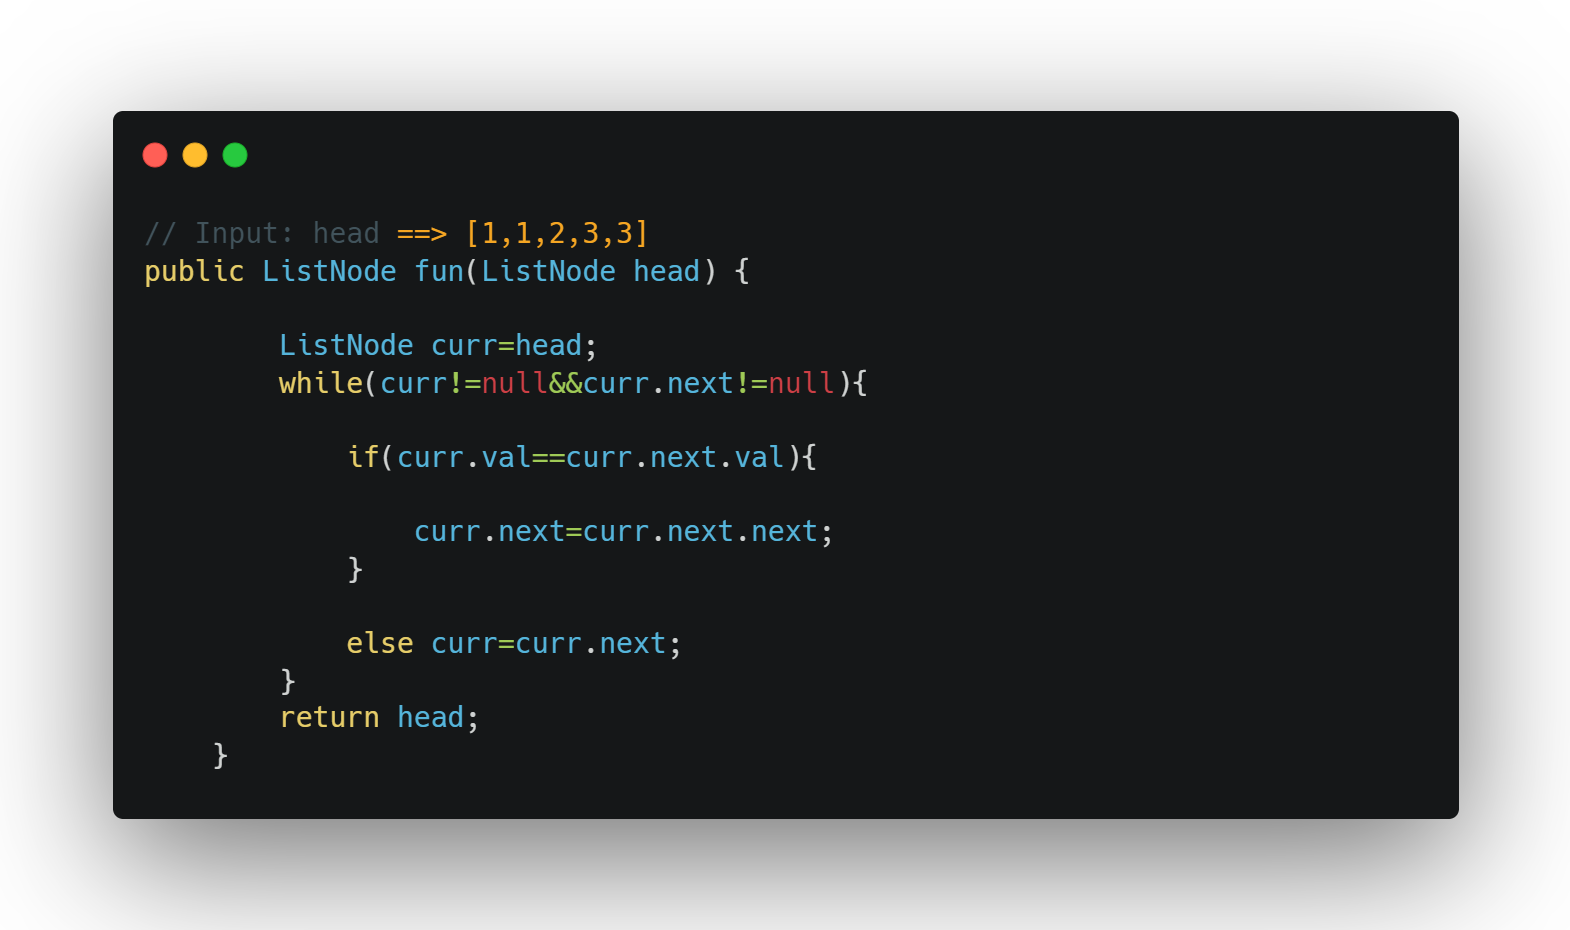 // Input: head ==> [1,1,2,3,3]
public ListNode fun(ListNode head) {
ListNode curr=head;
while(curr!=null&&curr.next!=null){
if(curr.val==curr.next.val){
curr.next=curr.next.next;
}
else curr=curr.next;
}
return head;
}